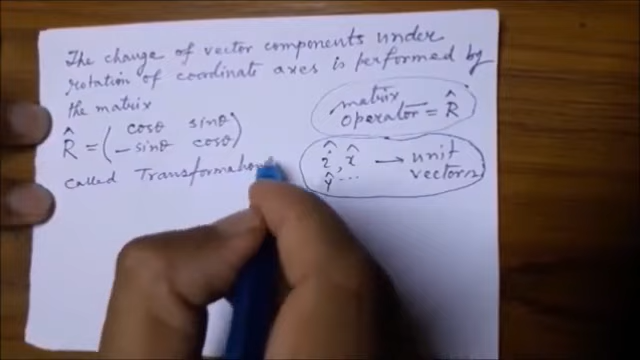 The change of vector components under
rotation of coordinate axes is performed by
the matrix
R̂ = ( cosθ sinθ
-sinθ cosθ )
called Transformation
matrix
operator = R̂
î, x̂ → unit
ŷ ... vectors